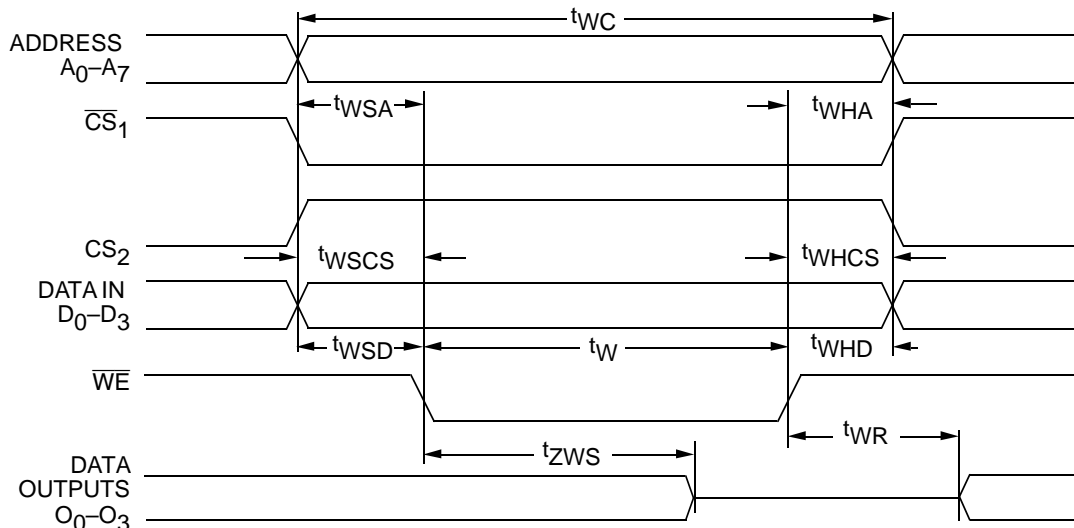 tWC
ADDRESS
A0–A7
tWSA
tWHA
CS1
CS2
tWSCS
tWHCS
DATA IN
D0–D3
tWSD
tW
tWHD
WE
tWR
tZWS
DATA
OUTPUTS
O0–O3